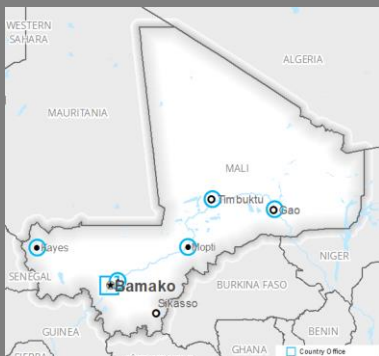 WESTERN
SAHARA
ALGERIA
MAURITANIA
MALI
Timbuktu
Gao
Kayes
Mopti
NIGER
SENEGAL
Bamako
BURKINA FASO
Sikasso
GUINEA
BENIN
GHANA
Country Office